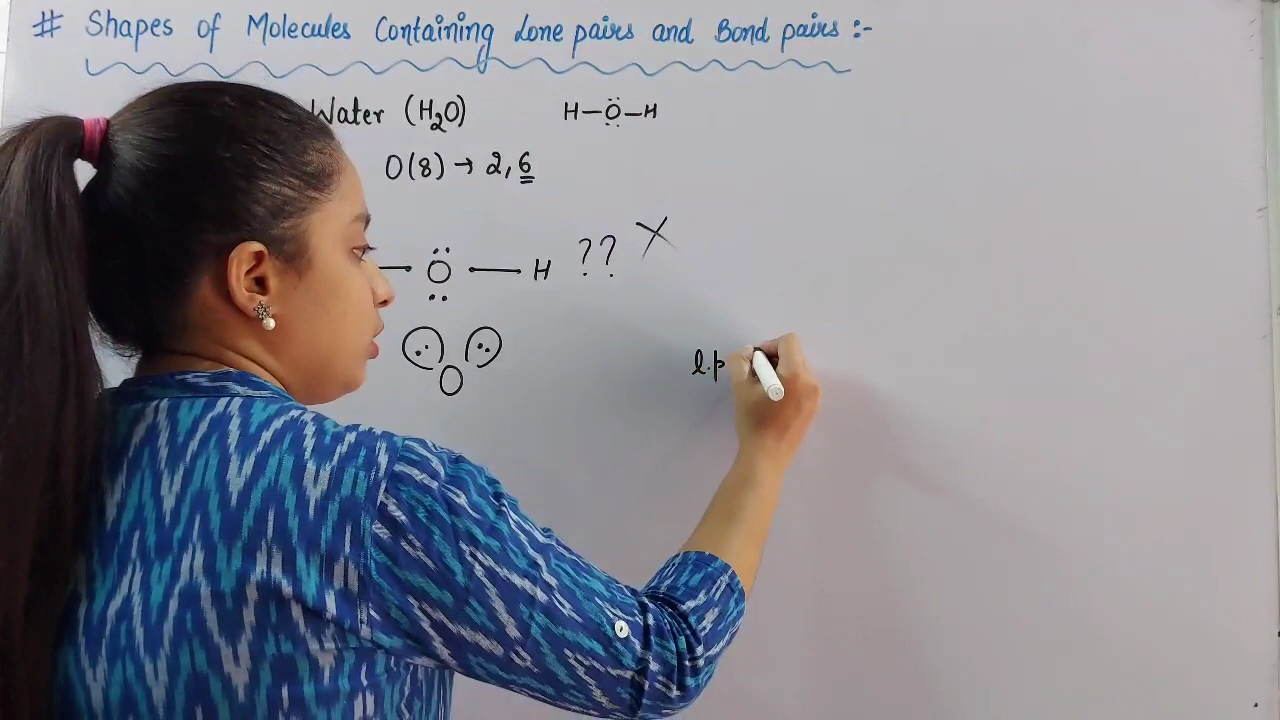 # Shapes of Molecules Containing Lone pairs and Bond pairs :-
Water (H₂O) H–Ö–H
O(8) → 2, 6
— O — H ?? X
O
l.p